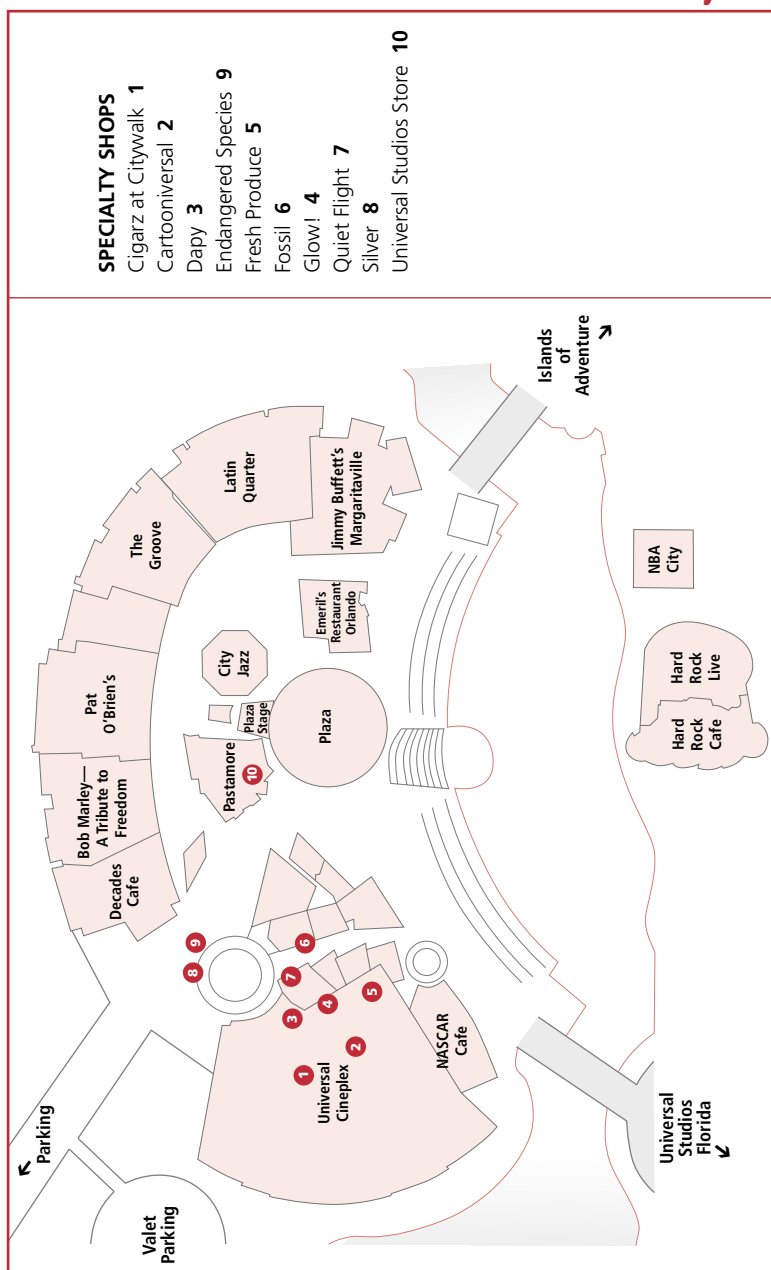 SPECIALTY SHOPS
Cigarz at Citywalk 1
Cartooniversal 2
Dapy 3
Endangered Species 9
Fresh Produce 5
Fossil 6
Glow! 4
Quiet Flight 7
Silver 8
Universal Studios Store 10
Parking
Valet
Parking
Decades
Cafe
Bob Marley—
A Tribute to
Freedom
Pat
O'Brien's
The
Groove
Latin
Quarter
Jimmy Buffett's
Margaritaville
City
Jazz
Emeril's
Restaurant
Orlando
Plaza
Stage
Plaza
Pastamore
10
9
8
7
6
3
4
5
1
2
Universal
Cineplex
NASCAR
Cafe
Universal
Studios
Florida
Hard
Rock
Cafe
Hard
Rock
Live
NBA
City
Islands
of
Adventure